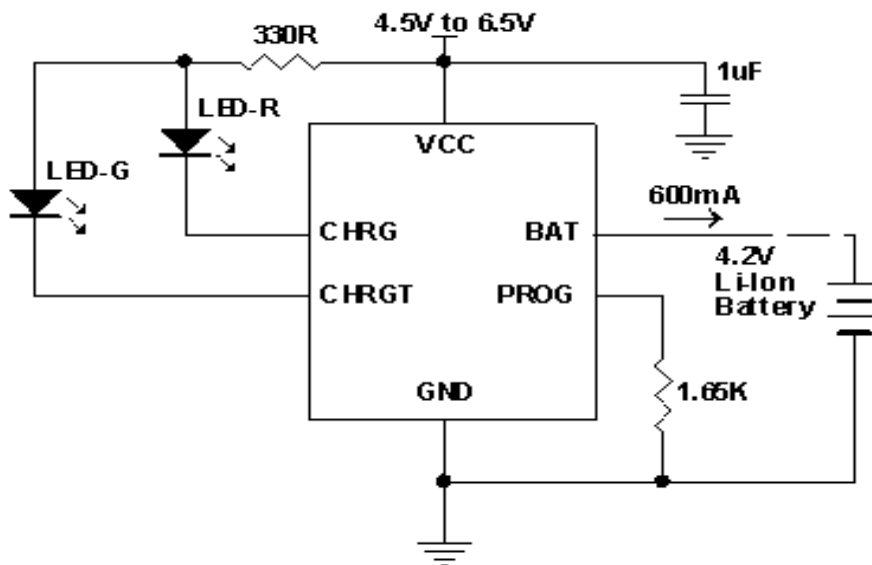 4.5V to 6.5V
330R
1uF
LED-R
VCC
LED-G
600mA
CHRG
BAT
4.2V
Li-Ion
Battery
CHRGT
PROG
GND
1.65K